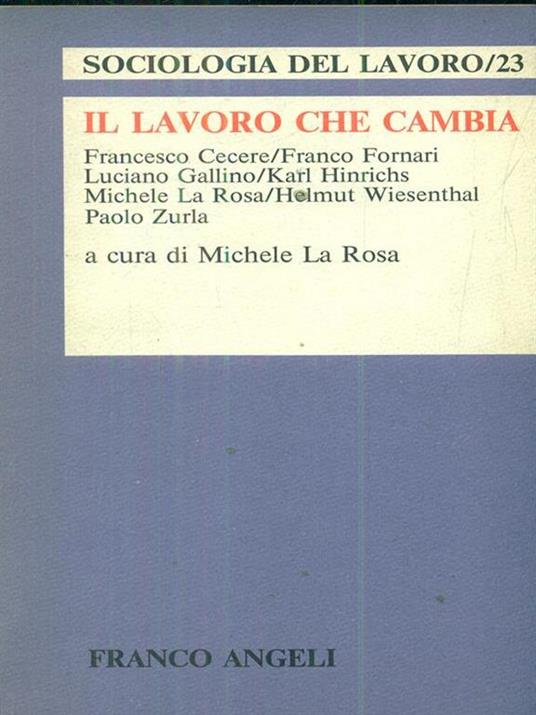 SOCIOLOGIA DEL LAVORO/23
IL LAVORO CHE CAMBIA
Francesco Cecere/Franco Fornari
Luciano Gallino/Karl Hinrichs
Michele La Rosa/Helmut Wiesenthal
Paolo Zurla
a cura di Michele La Rosa
FRANCO ANGELI